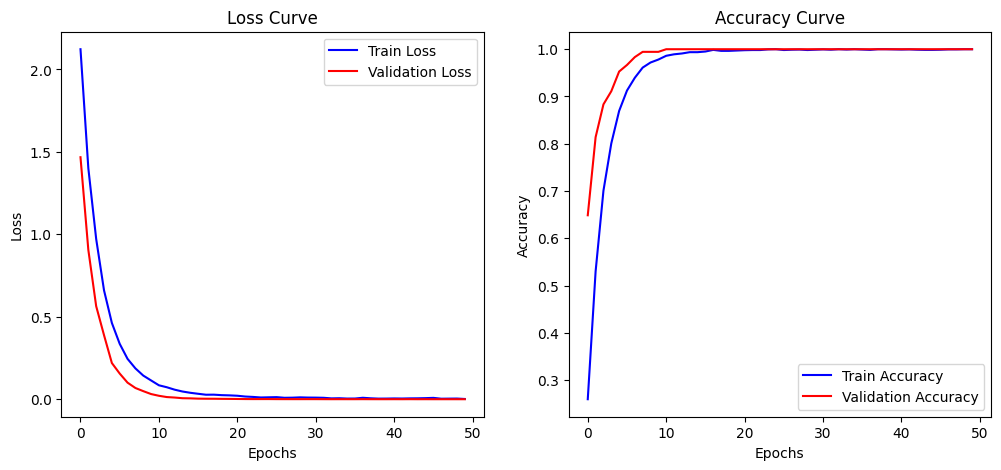 Loss Curve
Loss
2.0
1.5
1.0
0.5
0.0
Train Loss
Validation Loss
0 10 20 30 40 50
Epochs
Accuracy Curve
Accuracy
1.0
0.9
0.8
0.7
0.6
0.5
0.4
0.3
Train Accuracy
Validation Accuracy
0 10 20 30 40 50
Epochs